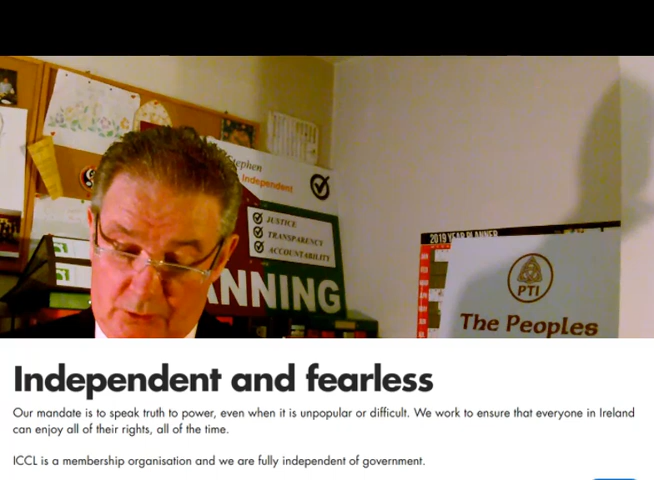 Stephen
Independent
JUSTICE
TRANSPARENCY
ACCOUNTABILITY
NNING
2019 YEAR PLANNER
PTI
The Peoples
Independent and fearless
Our mandate is to speak truth to power, even when it is unpopular or difficult. We work to ensure that everyone in Ireland
can enjoy all of their rights, all of the time.
ICCL is a membership organisation and we are fully independent of government.